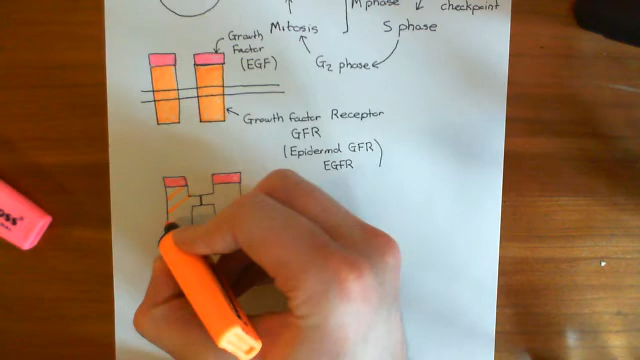 M phase
checkpoint
Mitosis
S phase
Growth
Factor
(EGF)
G2 phase
Growth factor Receptor
GFR
(Epidermal GFR)
EGFR